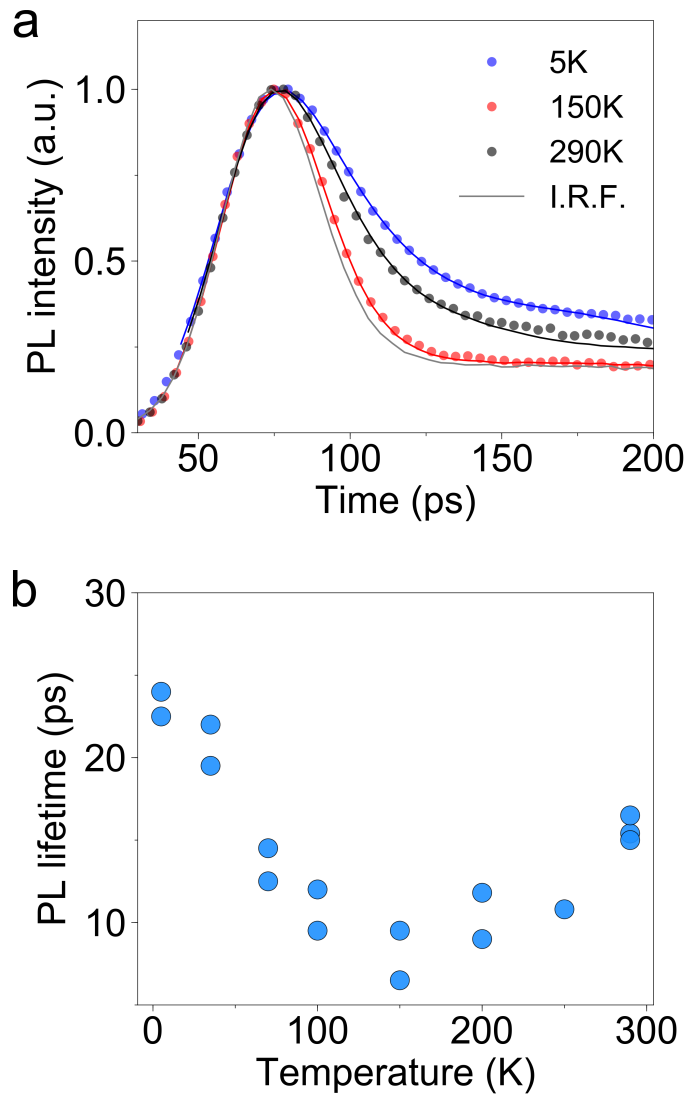 a
PL intensity (a.u.)
1.0
0.5
0.0
5K
150K
290K
I.R.F.
50 100 150 200
Time (ps)
b
PL lifetime (ps)
30
20
10
0 100 200 300
Temperature (K)